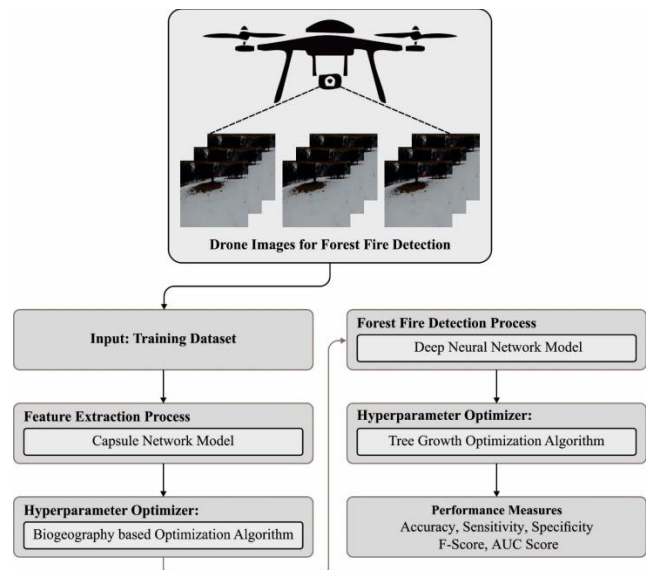 Drone Images for Forest Fire Detection
Input: Training Dataset
Feature Extraction Process
Capsule Network Model
Hyperparameter Optimizer:
Biogeography based Optimization Algorithm
Forest Fire Detection Process
Deep Neural Network Model
Hyperparameter Optimizer:
Tree Growth Optimization Algorithm
Performance Measures
Accuracy, Sensitivity, Specificity
F-Score, AUC Score